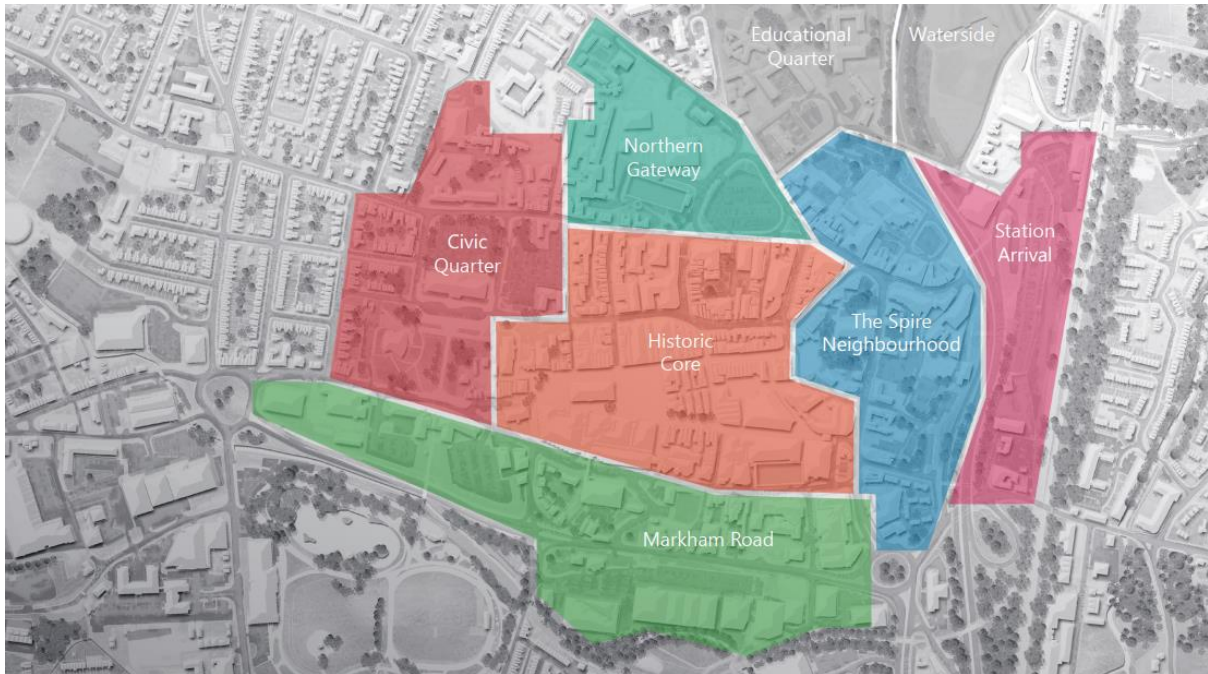 Educational
Quarter
Waterside
Northern
Gateway
Civic
Quarter
Station
Arrival
Historic
Core
The Spire
Neighbourhood
Markham Road